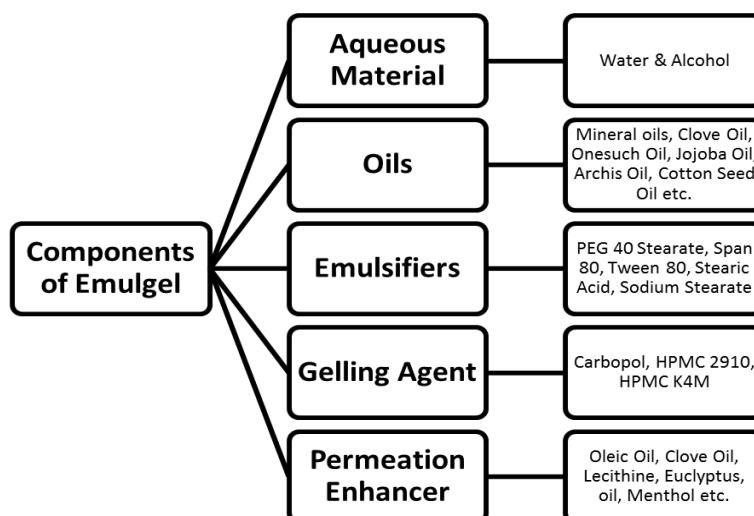 Components
of Emulgel
Aqueous
Material
Water & Alcohol
Oils
Mineral oils, Clove Oil,
Onesuch Oil, Jojoba Oil,
Archis Oil, Cotton Seed
Oil etc.
Emulsifiers
PEG 40 Stearate, Span
80, Tween 80, Stearic
Acid, Sodium Stearate
Gelling Agent
Carbopol, HPMC 2910,
HPMC K4M
Permeation
Enhancer
Oleic Oil, Clove Oil,
Lecithine, Euclyptus,
oil, Menthol etc.